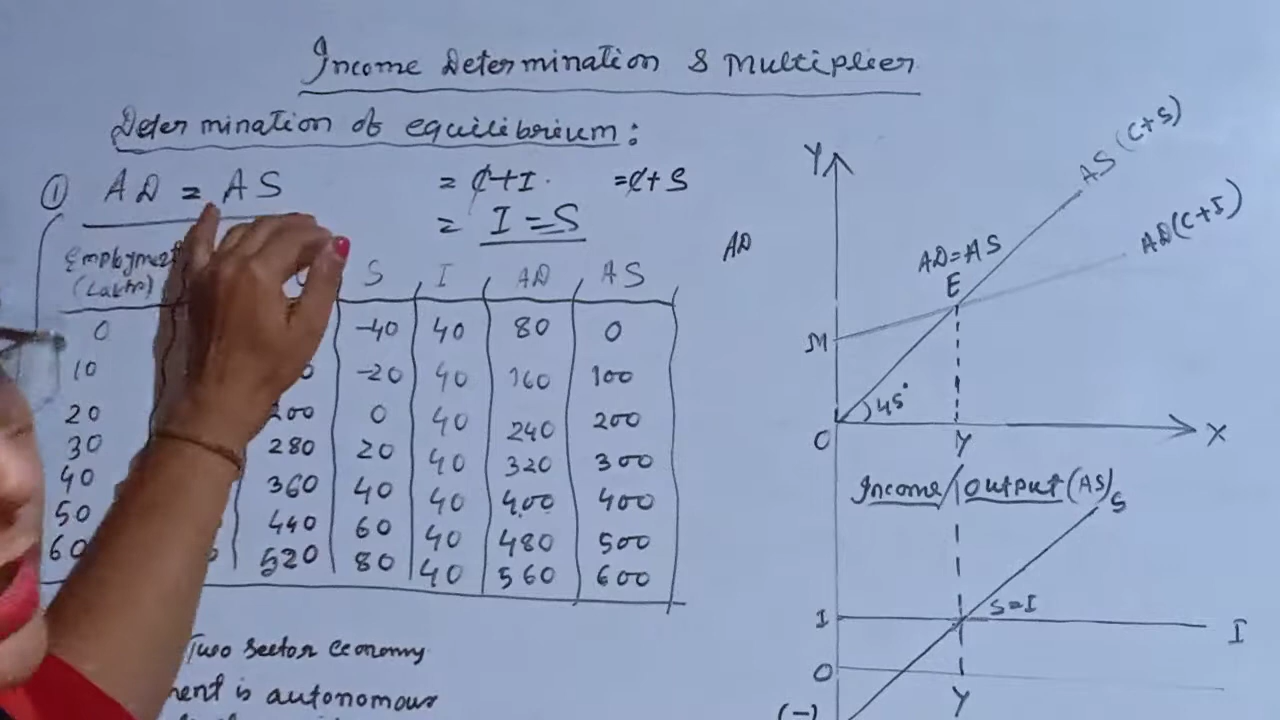 Income Determination & Multiplier
Determination of equilibrium:
① AD = AS = C+I. = C+S
= I = S
Employment (Lakhs) S I AD AS
0 -40 40 80 0
10 -20 40 160 100
20 200 0 40 240 200
30 280 20 40 320 300
40 360 40 40 400 400
50 440 60 40 480 500
60 520 80 40 560 600
Two sector economy
is autonomous
AD
Y
AS (C+S)
AD (C+I)
AD=AS
E
M
45°
O Y X
Income/Output (AS)
S
S=I
I I
O
Y
(-)